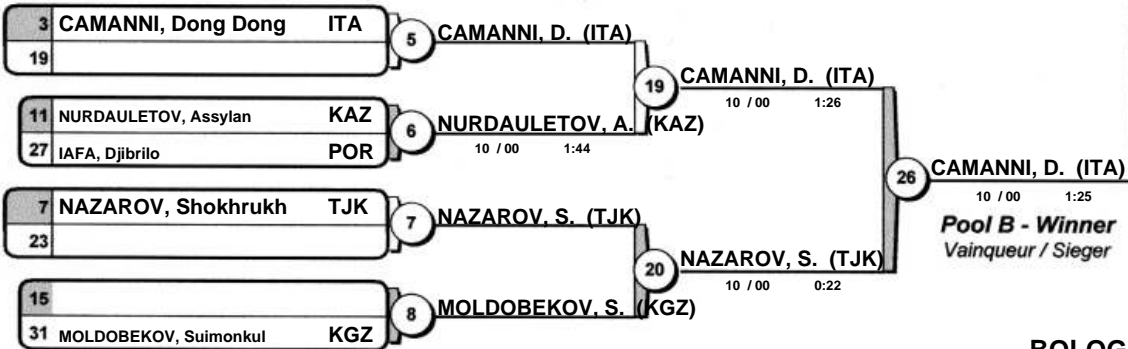 3 CAMANNI, Dong Dong ITA
19
5
CAMANNI, D. (ITA)
11 NURDAULETOV, Assylan KAZ
27 IAFA, Djibrilo POR
6
NURDAULETOV, A. (KAZ)
10 / 00 1:44
19
CAMANNI, D. (ITA)
10 / 00 1:26
7 NAZAROV, Shokhrukh TJK
23
7
NAZAROV, S. (TJK)
15
31 MOLDOBEKOV, Suimonkul KGZ
8
MOLDOBEKOV, S. (KGZ)
20
NAZAROV, S. (TJK)
10 / 00 0:22
26
CAMANNI, D. (ITA)
10 / 00 1:25
Pool B - Winner
Vainqueur / Sieger